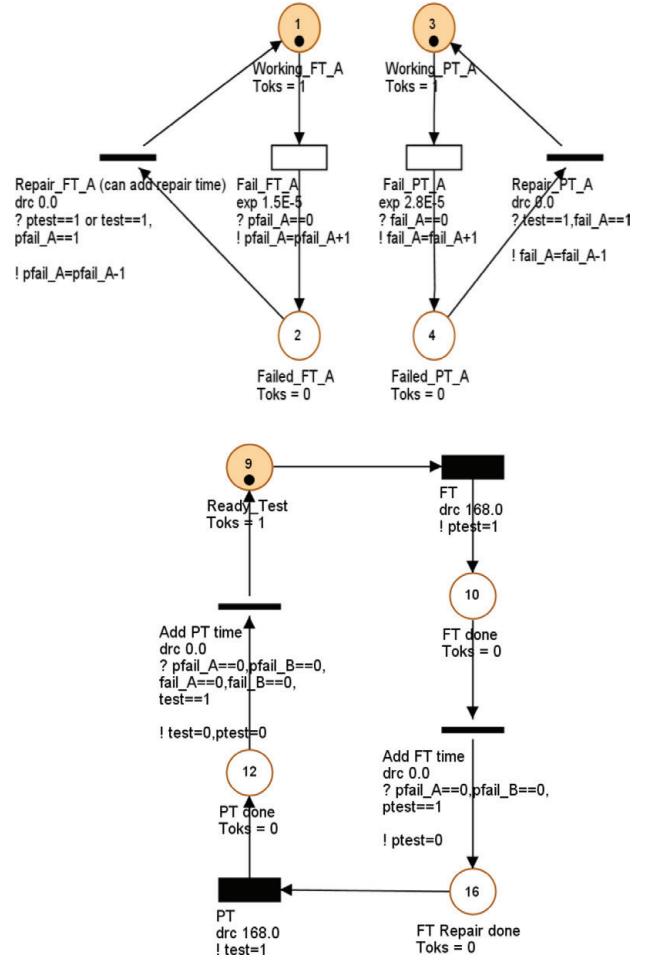 1
Working_FT_A
Toks = 1
3
Working_PT_A
Toks = 1
Repair_FT_A (can add repair time)
drc 0.0
? ptest==1 or test==1,
pfail_A==1
! pfail_A=pfail_A-1
Fail_FT_A
exp 1.5E-5
? pfail_A==0
! pfail_A=pfail_A+1
Fail_PT_A
exp 2.8E-5
? fail_A==0
! fail_A=fail_A+1
Repair_PT_A
drc 0.0
? test==1,fail_A==1
! fail_A=fail_A-1
2
Failed_FT_A
Toks = 0
4
Failed_PT_A
Toks = 0
9
Ready_Test
Toks = 1
FT
drc 168.0
! ptest=1
10
FT done
Toks = 0
Add PT time
drc 0.0
? pfail_A==0,pfail_B==0,
fail_A==0,fail_B==0,
test==1
! test=0,ptest=0
12
PT done
Toks = 0
Add FT time
drc 0.0
? pfail_A==0,pfail_B==0,
ptest==1
! ptest=0
16
FT Repair done
Toks = 0
PT
drc 168.0
! test=1